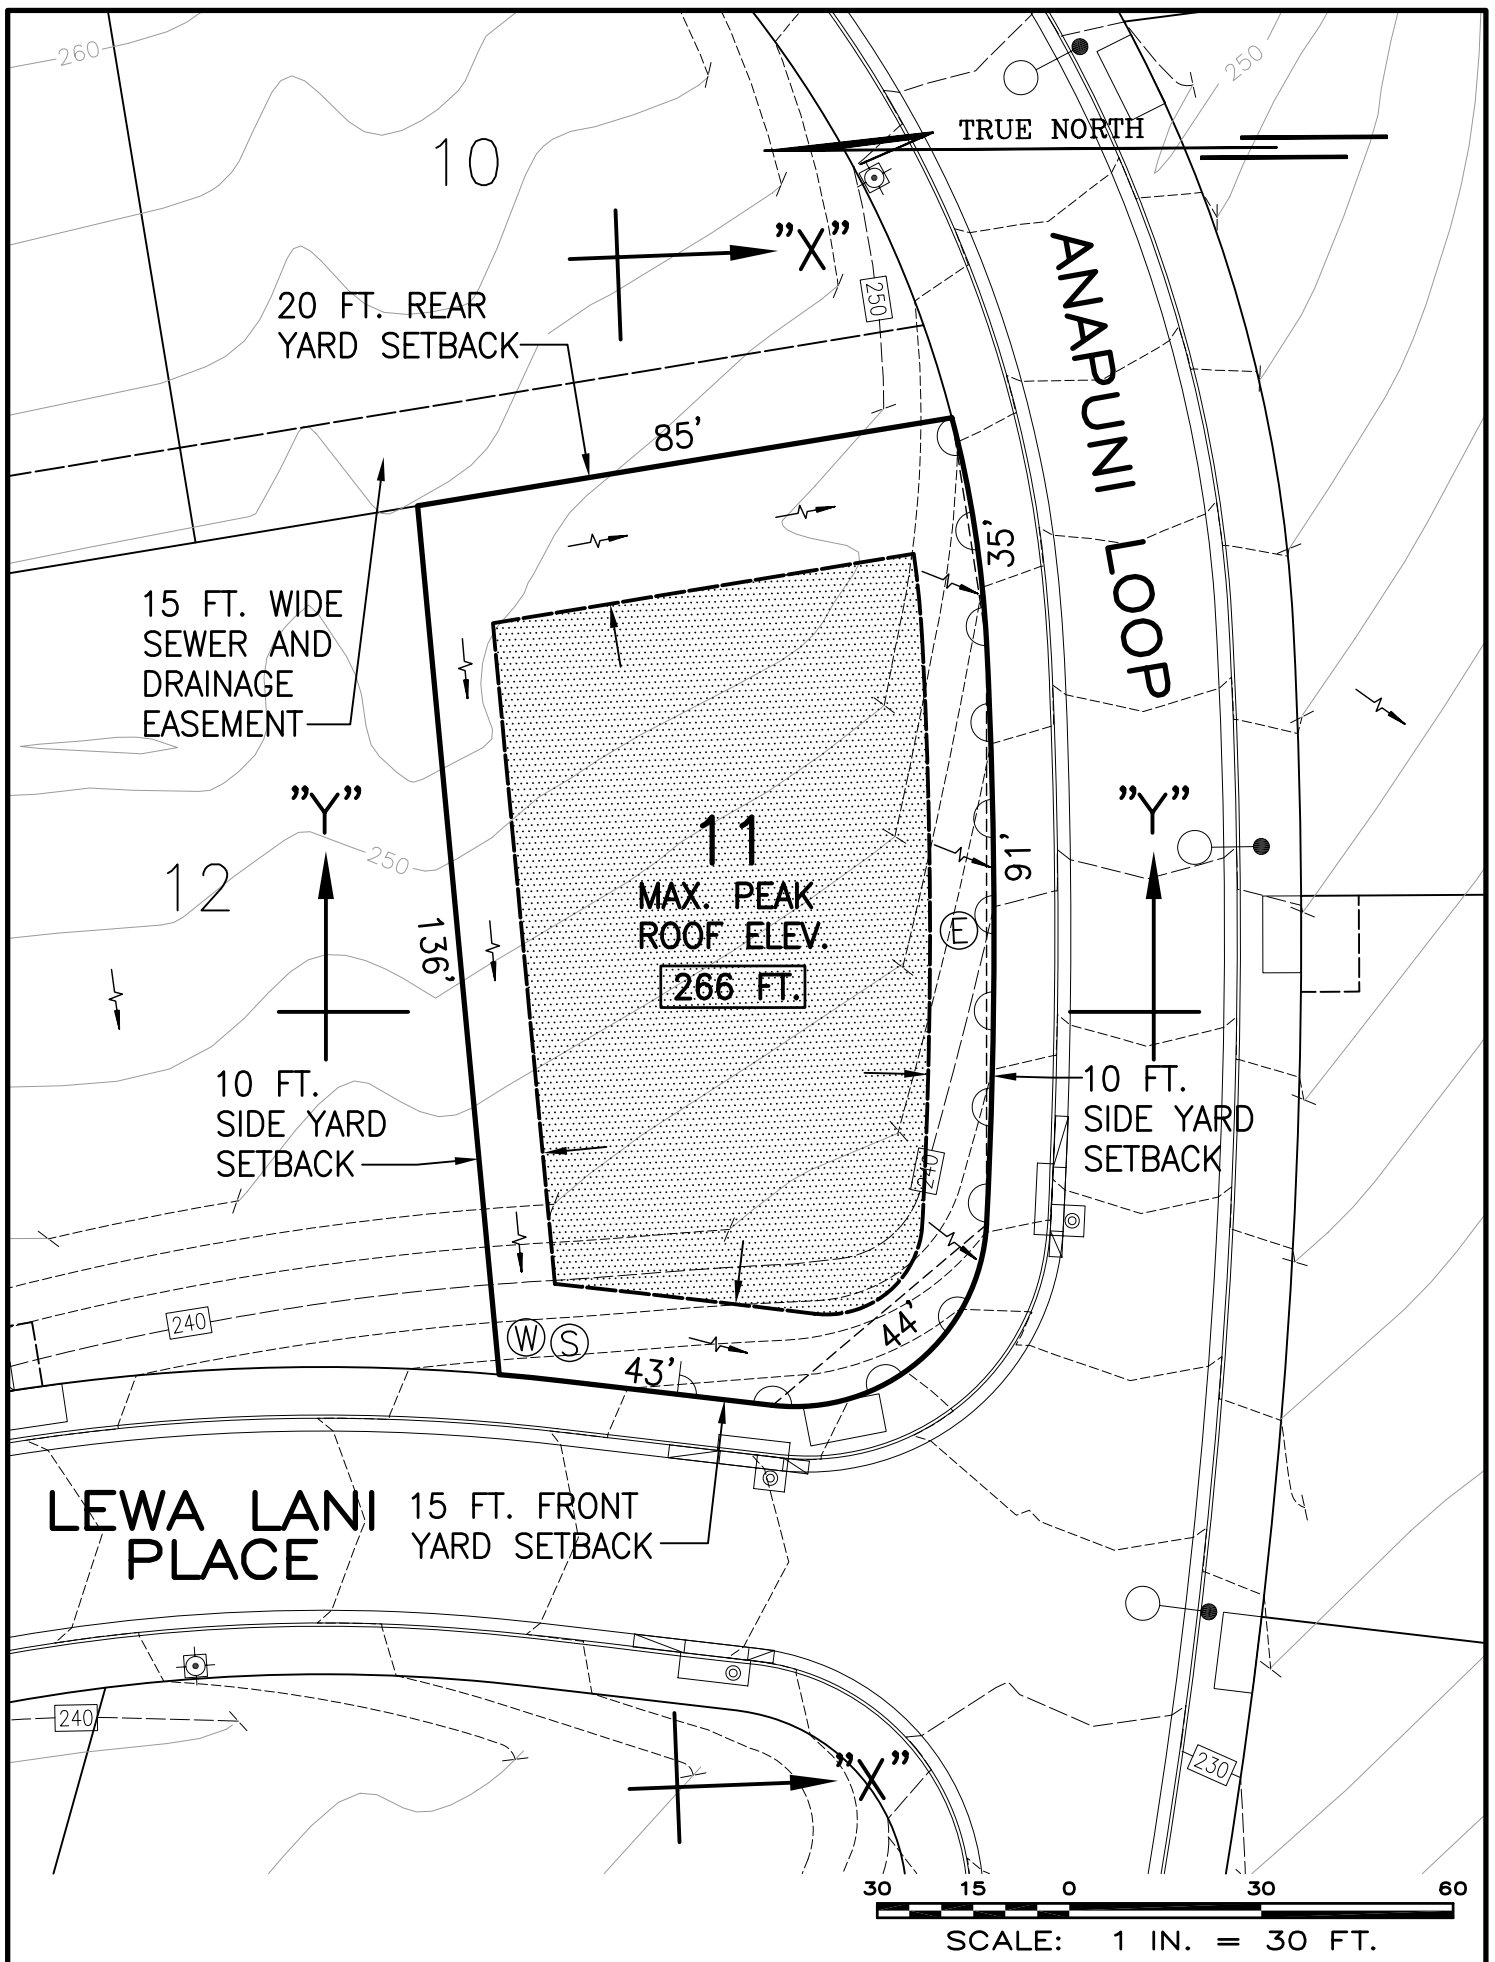 260
250
10
TRUE NORTH
"X"
20 FT. REAR
YARD SETBACK
250
ANAPUNI LOOP
85'
35'
15 FT. WIDE
SEWER AND
DRAINAGE
EASEMENT
"Y"
"Y"
12
250
11
MAX. PEAK
ROOF ELEV.
266 FT.
91'
E
136'
10 FT.
SIDE YARD
SETBACK
10 FT.
SIDE YARD
SETBACK
240
240
W S
44'
43'
LEWA LANI
PLACE
15 FT. FRONT
YARD SETBACK
240
"X"
230
30 15 0 30 60
SCALE: 1 IN. = 30 FT.